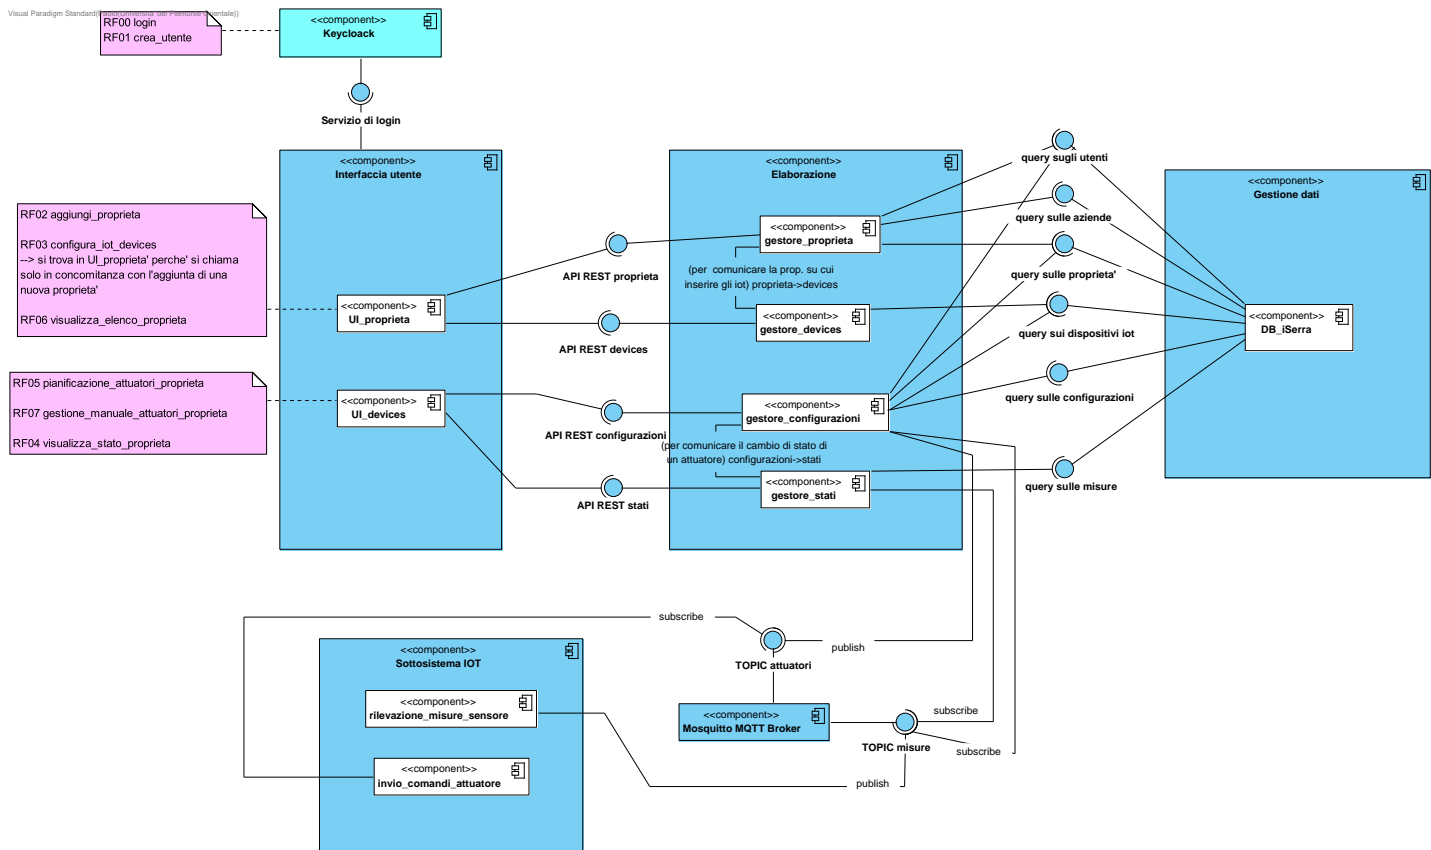 Visual Paradigm Standard(Paolo(Università del Piemonte Orientale))
RF00 login
RF01 crea_utente
<<component>>
Keycloack
Servizio di login
<<component>>
Interfaccia utente
RF02 aggiungi_proprieta
RF03 configura_iot_devices
--> si trova in UI_proprieta' perche' si chiama
solo in concomitanza con l'aggiunta di una
nuova proprieta'
RF06 visualizza_elenco_proprieta
<<component>>
UI_proprieta
RF05 pianificazione_attuatori_proprieta
RF07 gestione_manuale_attuatori_proprieta
RF04 visualizza_stato_proprieta
<<component>>
UI_devices
API REST proprieta
API REST devices
API REST configurazioni
API REST stati
<<component>>
Elaborazione
<<component>>
gestore_proprieta
(per comunicare la prop. su cui
inserire gli iot) proprieta->devices
<<component>>
gestore_devices
<<component>>
gestore_configurazioni
(per comunicare il cambio di stato di
un attuatore) configurazioni->stati
<<component>>
gestore_stati
query sugli utenti
query sulle aziende
query sulle proprieta'
query sui dispositivi iot
query sulle configurazioni
query sulle misure
<<component>>
Gestione dati
<<component>>
DB_iSerra
subscribe
publish
TOPIC attuatori
<<component>>
Sottosistema IOT
<<component>>
rilevazione_misure_sensore
<<component>>
invio_comandi_attuatore
<<component>>
Mosquitto MQTT Broker
subscribe
TOPIC misure
subscribe
publish